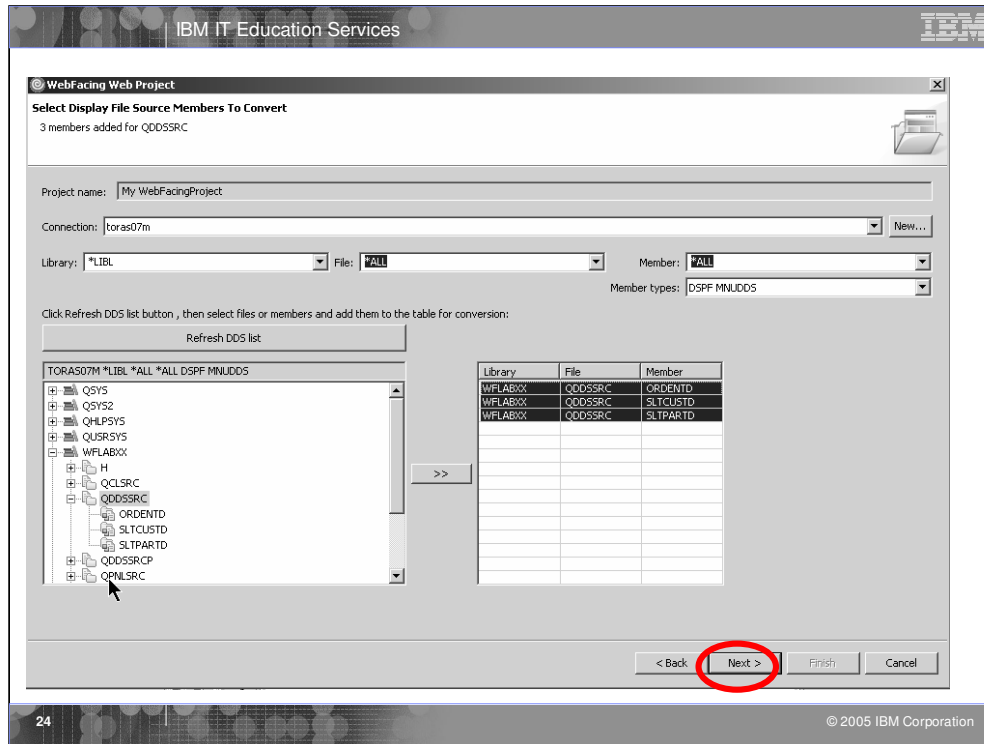 IBM IT Education Services
IBM
WebFacing Web Project
Select Display File Source Members To Convert
3 members added for QDDSSRC
Project name: My WebFacingProject
Connection: toras07m New...
Library: *LIBL File: *ALL Member: *ALL
Member types: DSPF MNUDDS
Click Refresh DDS list button , then select files or members and add them to the table for conversion:
Refresh DDS list
TORAS07M *LIBL *ALL *ALL DSPF MNUDDS
QSYS
QSYS2
QHLPSYS
QUSRSYS
WFLABXX
H
QCLSRC
QDDSSRC
ORDENTD
SLTCUSTD
SLTPARTD
QDDSSRCP
QPNLSRC
>>
Library File Member
WFLABXX QDDSSRC ORDENTD
WFLABXX QDDSSRC SLTCUSTD
WFLABXX QDDSSRC SLTPARTD
< Back Next > Finish Cancel
24
© 2005 IBM Corporation